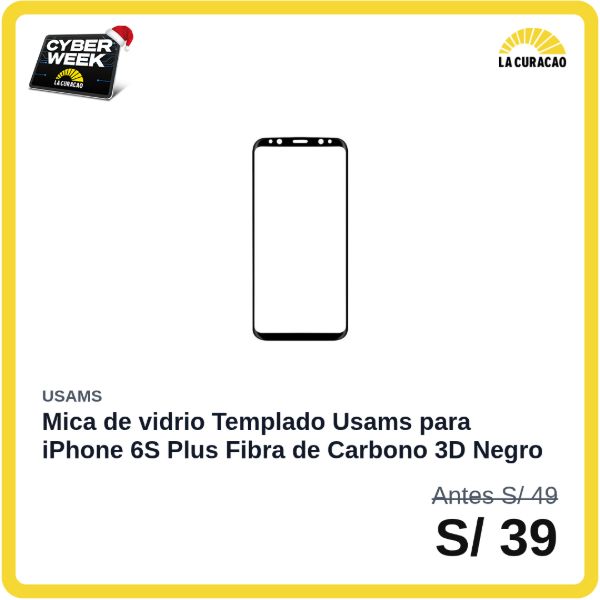 CYBER
WEEK
LA CURACAO
LA CURACAO
USAMS
Mica de vidrio Templado Usams para
iPhone 6S Plus Fibra de Carbono 3D Negro
Antes S/ 49
S/ 39